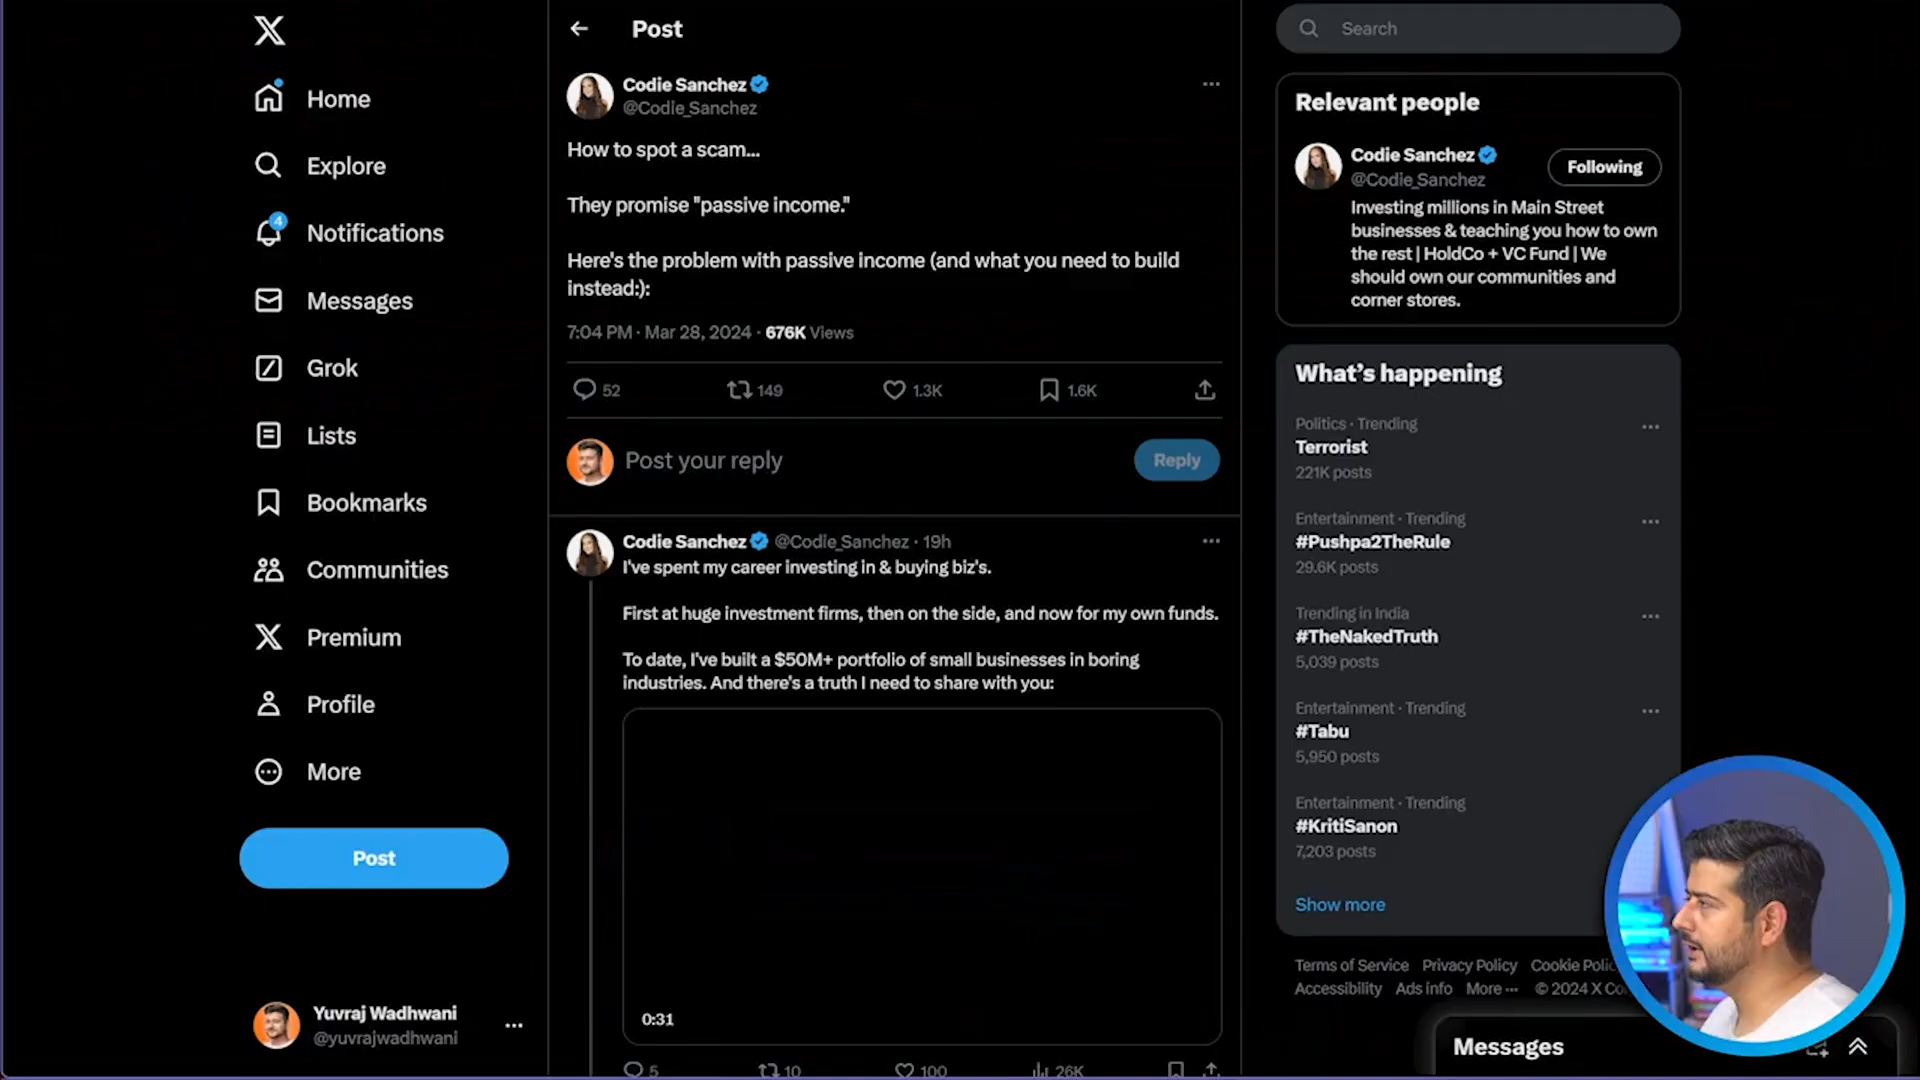 Home
Explore
4
Notifications
Messages
Grok
Lists
Bookmarks
Communities
Premium
Profile
More
Post
Yuvraj Wadhwani
@yuvrajwadhwani
Post
Codie Sanchez
@Codie_Sanchez
How to spot a scam...
They promise "passive income."
Here's the problem with passive income (and what you need to build
instead:):
7:04 PM · Mar 28, 2024 · 676K Views
52 149 1.3K 1.6K
Post your reply
Reply
Codie Sanchez @Codie_Sanchez · 19h
I've spent my career investing in & buying biz's.
First at huge investment firms, then on the side, and now for my own funds.
To date, I've built a $50M+ portfolio of small businesses in boring
industries. And there's a truth I need to share with you:
0:31
5 10 100 26K
Search
Relevant people
Codie Sanchez
@Codie_Sanchez
Following
Investing millions in Main Street
businesses & teaching you how to own
the rest | HoldCo + VC Fund | We
should own our communities and
corner stores.
What's happening
Politics · Trending
Terrorist
221K posts
Entertainment · Trending
#Pushpa2TheRule
29.6K posts
Trending in India
#TheNakedTruth
5,039 posts
Entertainment · Trending
#Tabu
5,950 posts
Entertainment · Trending
#KritiSanon
7,203 posts
Show more
Terms of Service Privacy Policy Cookie
Accessibility Ads info More ··· © 2024 X
Messages